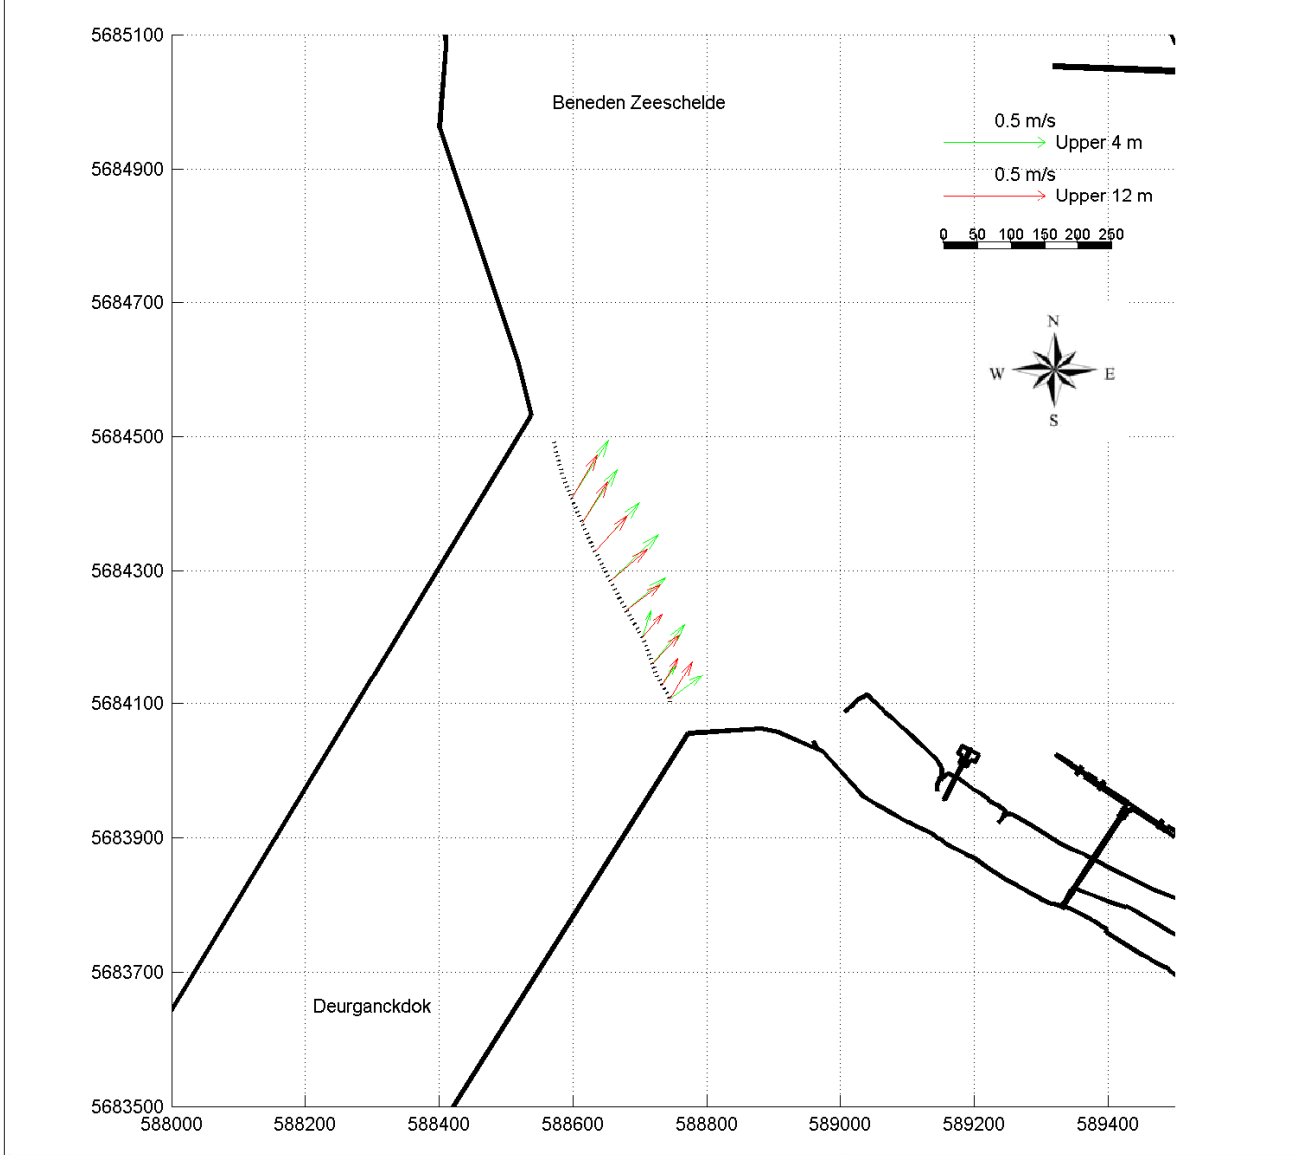 5685100
Beneden Zeeschelde
0.5 m/s
Upper 4 m
5684900
0.5 m/s
Upper 12 m
0 50 100 150 200 250
5684700
N
W E
S
5684500
5684300
5684100
5683900
5683700
Deurganckdok
5683500
588000 588200 588400 588600 588800 589000 589200 589400